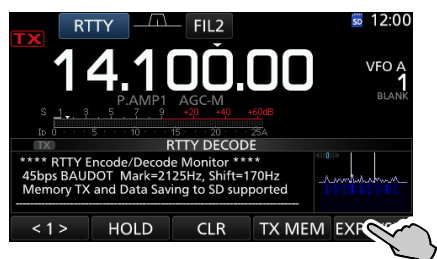 RTTY FIL2 SD 12:00
TX
14.100.00
VFO A
1
BLANK
P.AMP1 AGC-M
S 1 3 5 7 9 +20 +40 +60dB
ID 0 5 10 15 20 25A
TX RTTY DECODE
**** RTTY Encode/Decode Monitor ****
45bps BAUDOT Mark=2125Hz, Shift=170Hz
Memory TX and Data Saving to SD supported
< 1 > HOLD CLR TX MEM